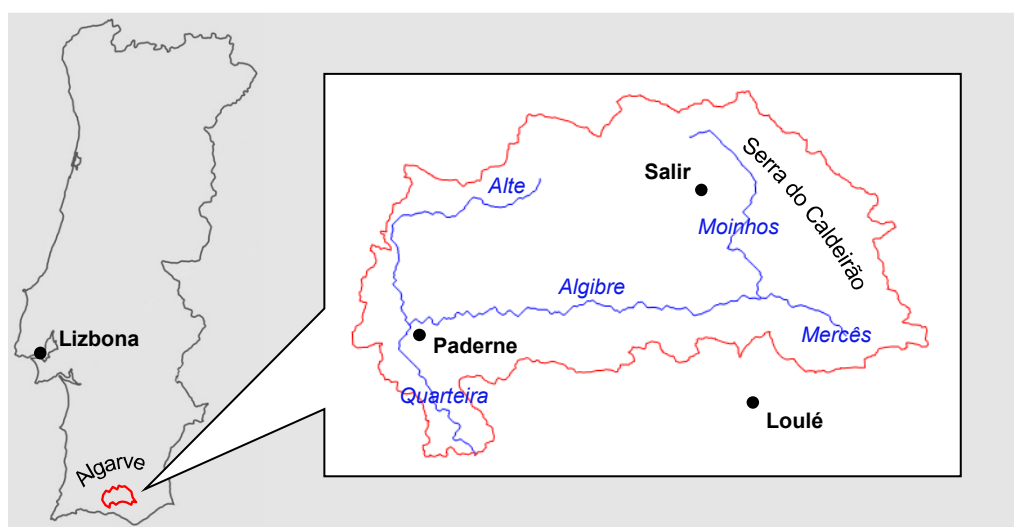 Lizbona
Algarve
Alte
Salir
Moinhos
Serra do Caldeirão
Algibre
Mercês
Paderne
Quarteira
Loulé